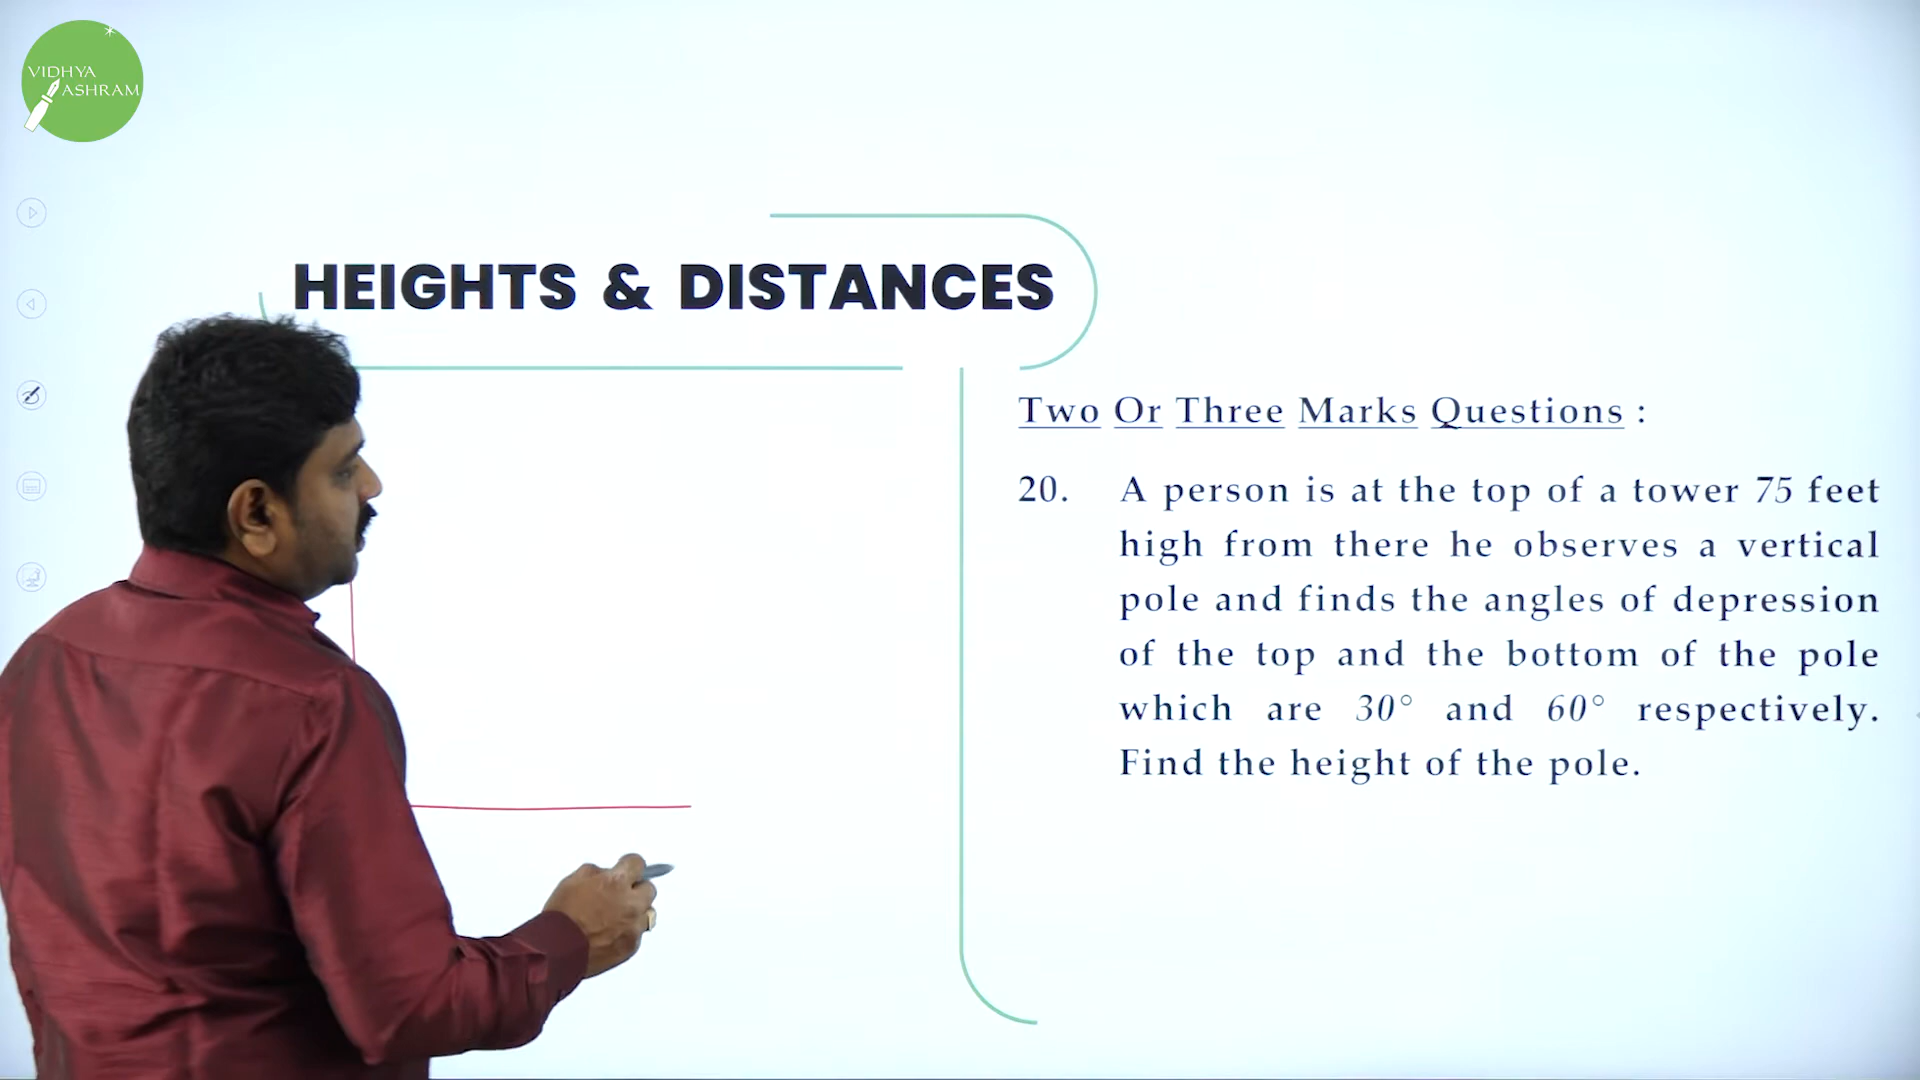 VIDHYA
ASHRAM
HEIGHTS & DISTANCES
Two Or Three Marks Questions :
20. A person is at the top of a tower 75 feet
high from there he observes a vertical
pole and finds the angles of depression
of the top and the bottom of the pole
which are 30° and 60° respectively.
Find the height of the pole.